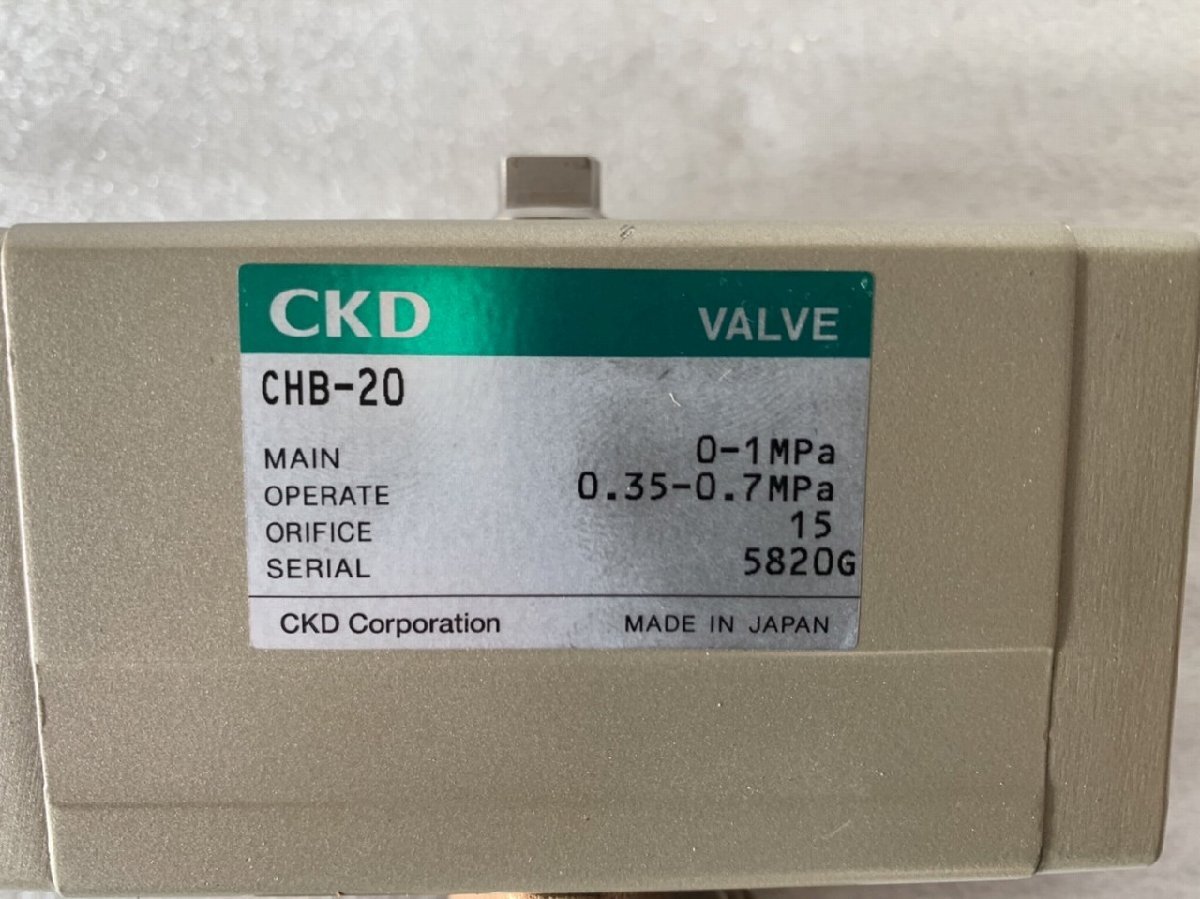 CKD VALVE
CHB-20
MAIN 0-1MPa
OPERATE 0.35-0.7MPa
ORIFICE 15
SERIAL 5820G
CKD Corporation MADE IN JAPAN